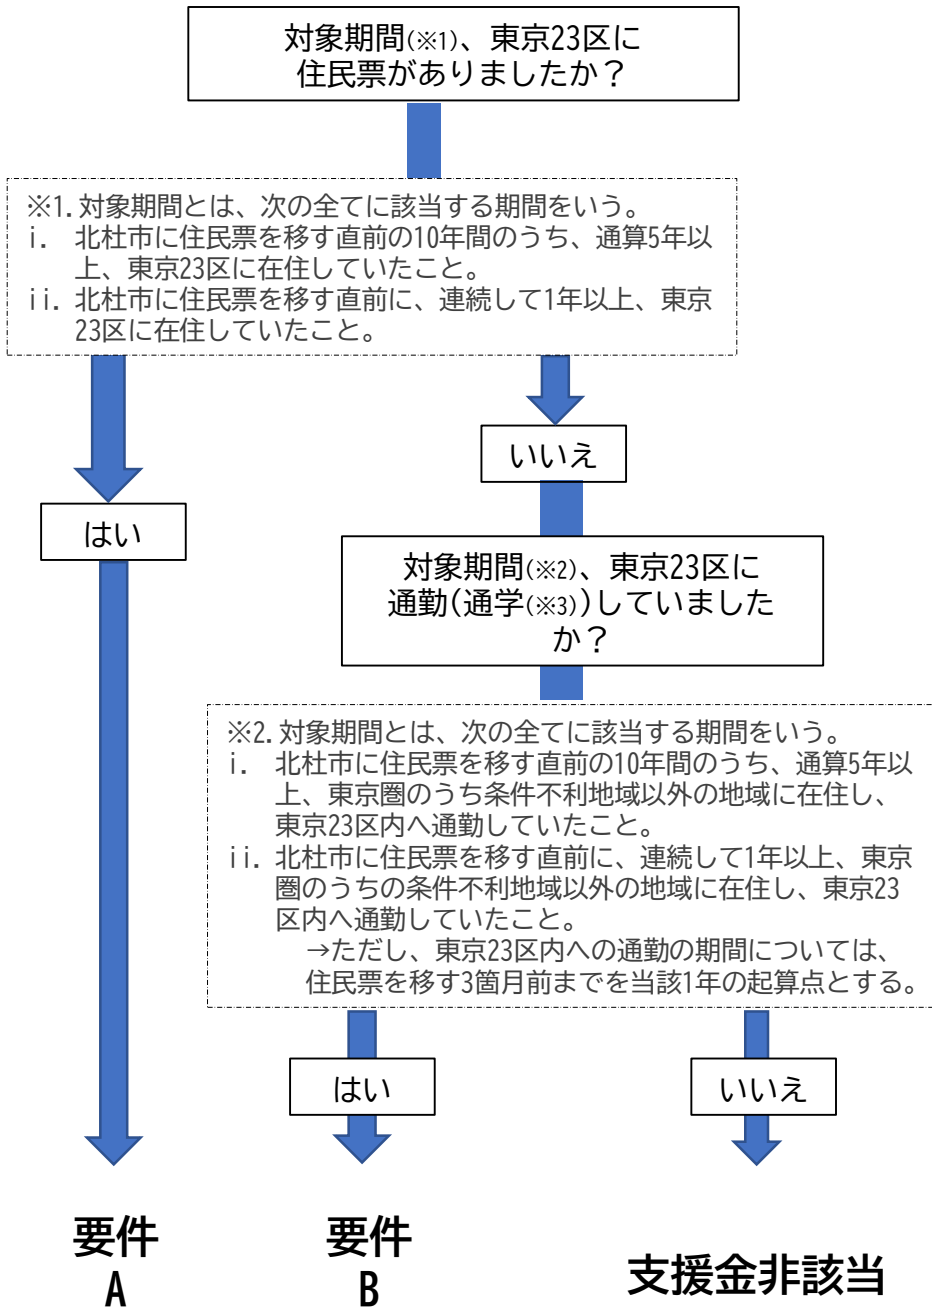 対象期間(※1)、東京23区に
住民票がありましたか？
※1.対象期間とは、次の全てに該当する期間をいう。
i. 北杜市に住民票を移す直前の10年間のうち、通算5年以
上、東京23区に在住していたこと。
ii. 北杜市に住民票を移す直前に、連続して1年以上、東京
23区に在住していたこと。
いいえ
はい
対象期間(※2)、東京23区に
通勤(通学(※3))していました
か？
※2.対象期間とは、次の全てに該当する期間をいう。
i. 北杜市に住民票を移す直前の10年間のうち、通算5年以
上、東京圏のうち条件不利地域以外の地域に在住し、
東京23区内へ通勤していたこと。
ii. 北杜市に住民票を移す直前に、連続して1年以上、東京
圏のうちの条件不利地域以外の地域に在住し、東京23
区内へ通勤していたこと。
→ただし、東京23区内への通勤の期間については、
住民票を移す3箇月前までを当該1年の起算点とする。
はい
いいえ
要件
A
要件
B
支援金非該当